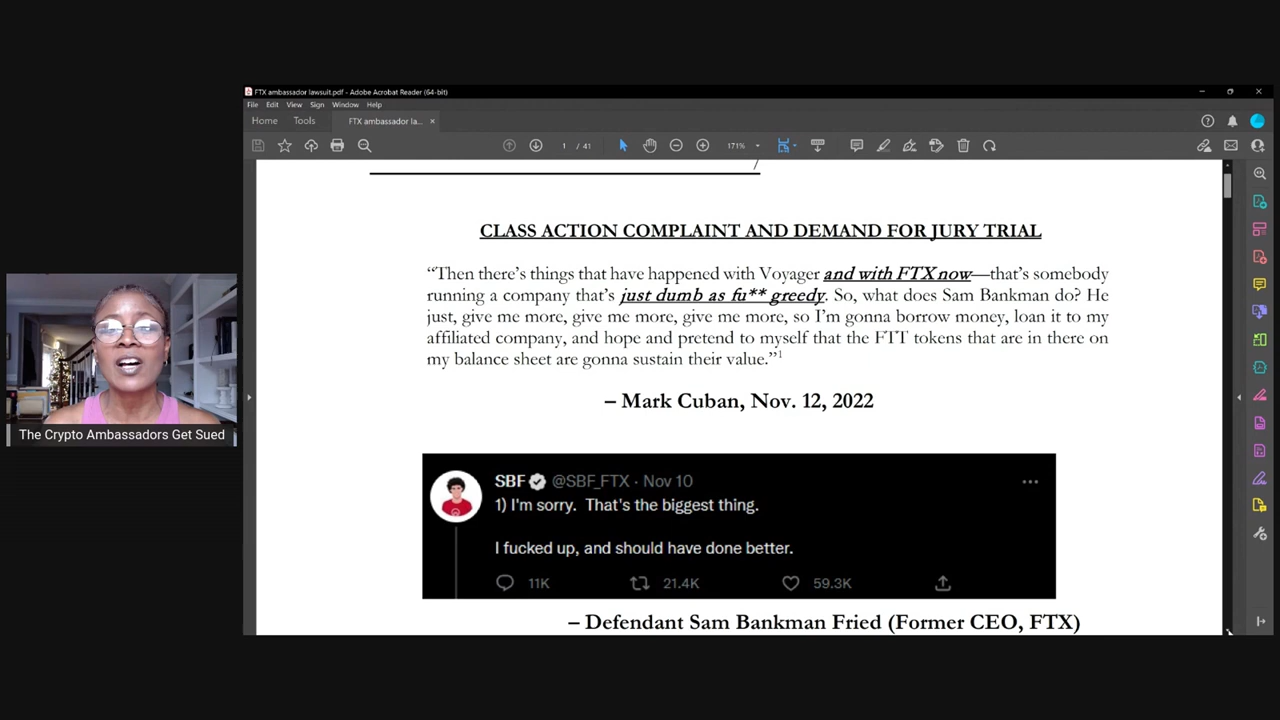 FTX ambassador lawsuit.pdf - Adobe Acrobat Reader (64-bit)
File Edit View Sign Window Help
Home Tools FTX ambassador la... ×
1 / 41 171%
CLASS ACTION COMPLAINT AND DEMAND FOR JURY TRIAL
“Then there’s things that have happened with Voyager and with FTX now—that’s somebody
running a company that’s just dumb as fu** greedy. So, what does Sam Bankman do? He
just, give me more, give me more, give me more, so I’m gonna borrow money, loan it to my
affiliated company, and hope and pretend to myself that the FTT tokens that are in there on
my balance sheet are gonna sustain their value.”1
– Mark Cuban, Nov. 12, 2022
The Crypto Ambassadors Get Sued
SBF @SBF_FTX · Nov 10
1) I'm sorry. That's the biggest thing.
I fucked up, and should have done better.
11K 21.4K 59.3K
– Defendant Sam Bankman Fried (Former CEO, FTX)